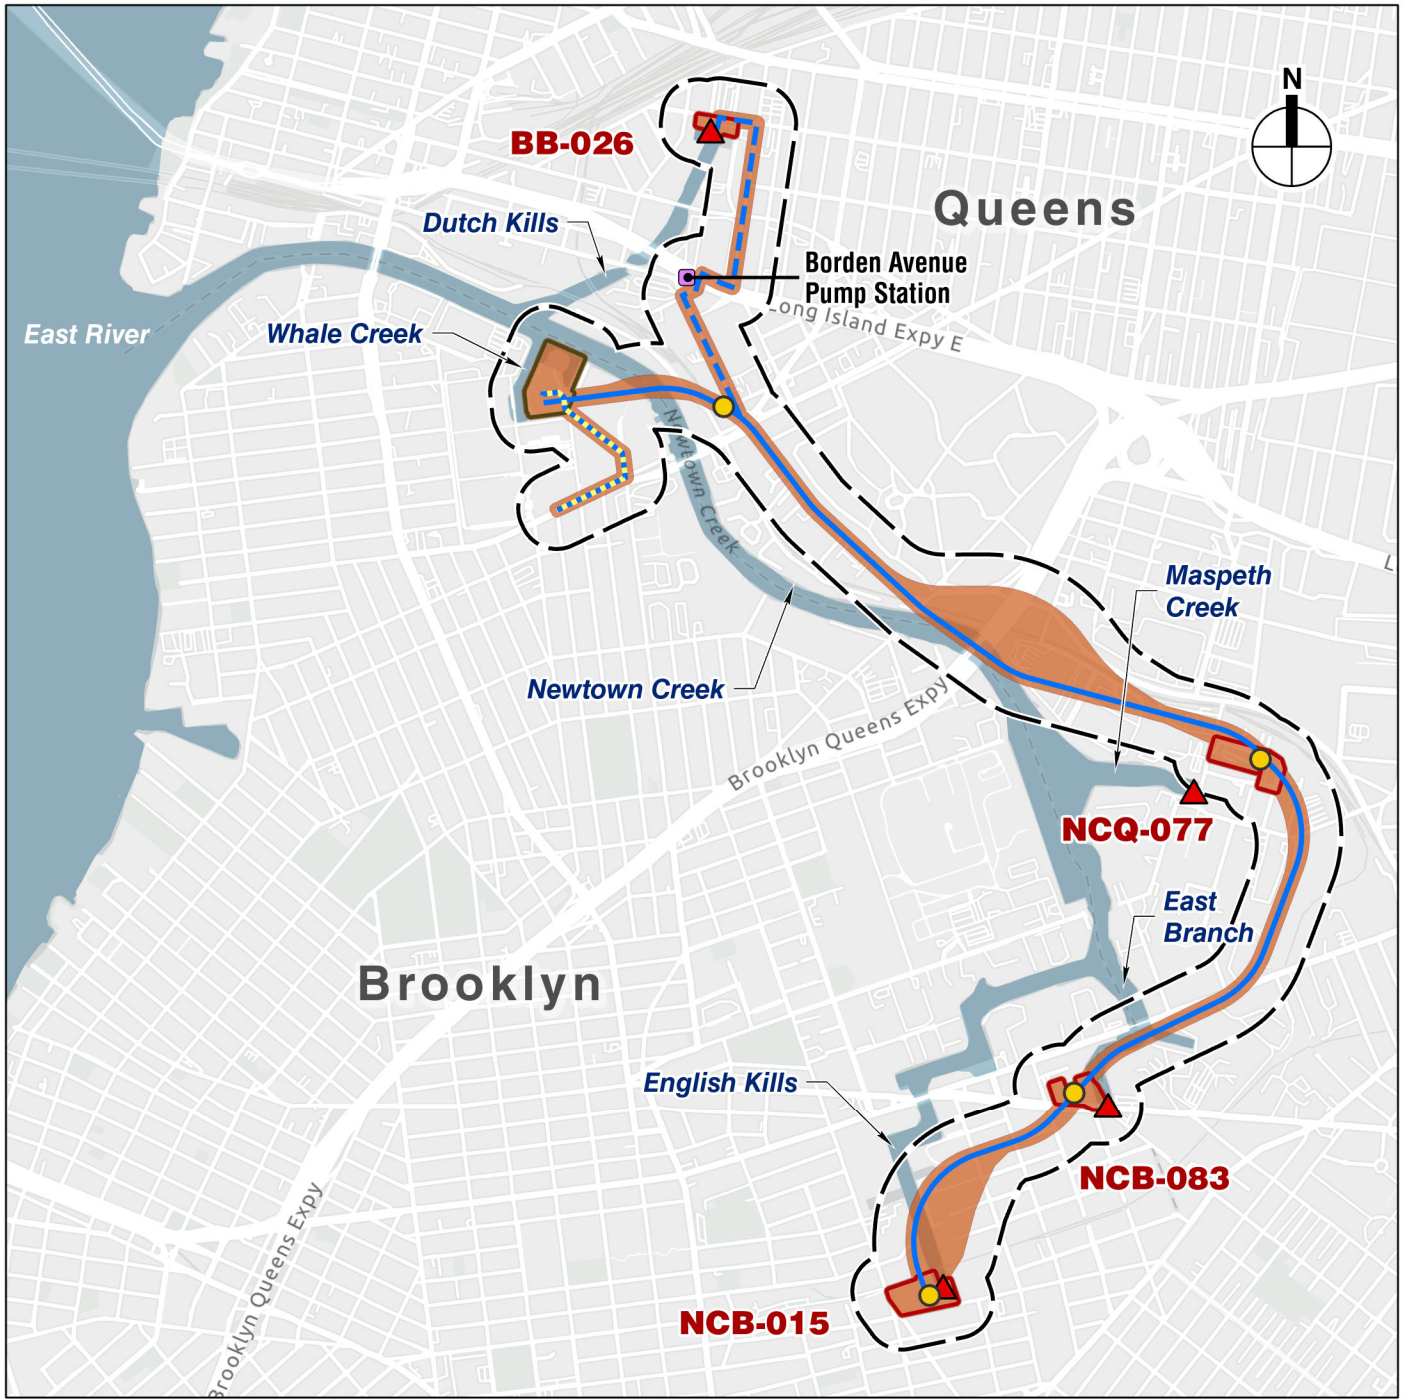 N
BB-026
Queens
Dutch Kills
Borden Avenue
Pump Station
Long Island Expy E
East River
Whale Creek
Newtown Creek
L
Maspeth
Creek
Newtown Creek
Brooklyn Queens Expy
NCQ-077
East
Branch
Brooklyn
English Kills
NCB-083
Brooklyn Queens Expy
NCB-015